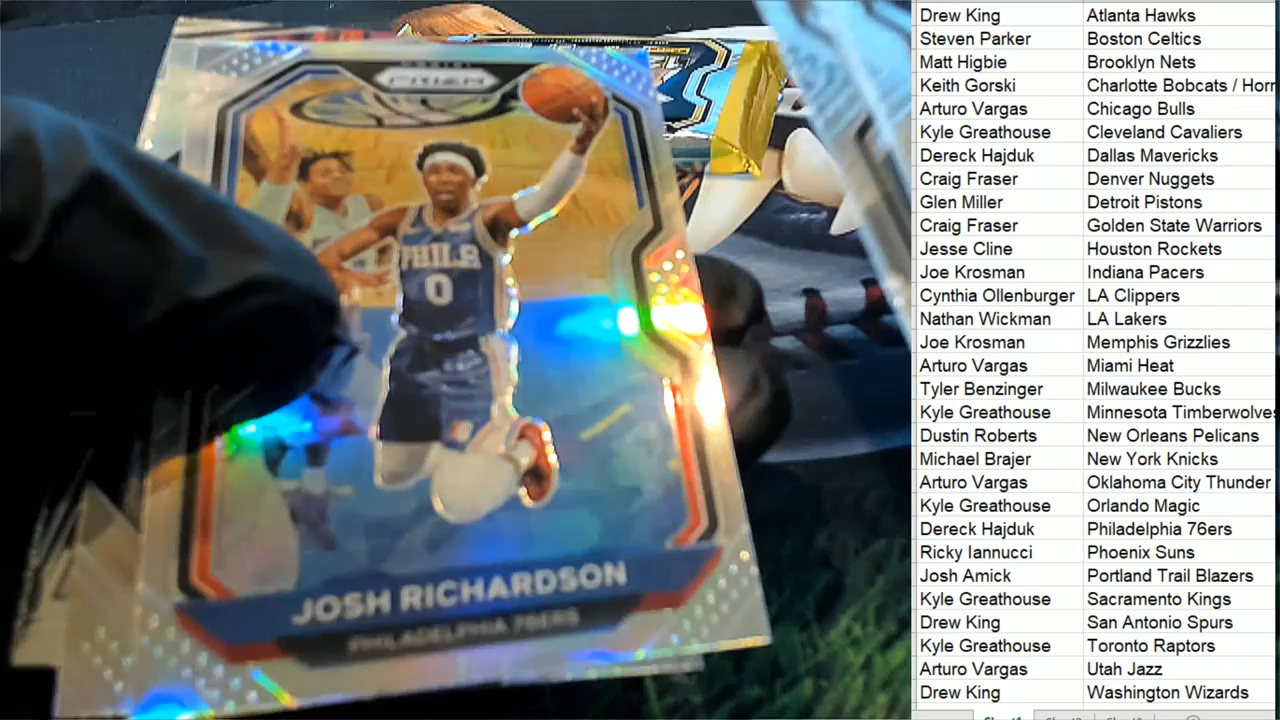 PRIZM
PHILA
0
JOSH RICHARDSON
PHILADELPHIA 76ERS
Drew King Atlanta Hawks
Steven Parker Boston Celtics
Matt Higbie Brooklyn Nets
Keith Gorski Charlotte Bobcats / Horn
Arturo Vargas Chicago Bulls
Kyle Greathouse Cleveland Cavaliers
Dereck Hajduk Dallas Mavericks
Craig Fraser Denver Nuggets
Glen Miller Detroit Pistons
Craig Fraser Golden State Warriors
Jesse Cline Houston Rockets
Joe Krosman Indiana Pacers
Cynthia Ollenburger LA Clippers
Nathan Wickman LA Lakers
Joe Krosman Memphis Grizzlies
Arturo Vargas Miami Heat
Tyler Benzinger Milwaukee Bucks
Kyle Greathouse Minnesota Timberwolves
Dustin Roberts New Orleans Pelicans
Michael Brajer New York Knicks
Arturo Vargas Oklahoma City Thunder
Kyle Greathouse Orlando Magic
Dereck Hajduk Philadelphia 76ers
Ricky Iannucci Phoenix Suns
Josh Amick Portland Trail Blazers
Kyle Greathouse Sacramento Kings
Drew King San Antonio Spurs
Kyle Greathouse Toronto Raptors
Arturo Vargas Utah Jazz
Drew King Washington Wizards